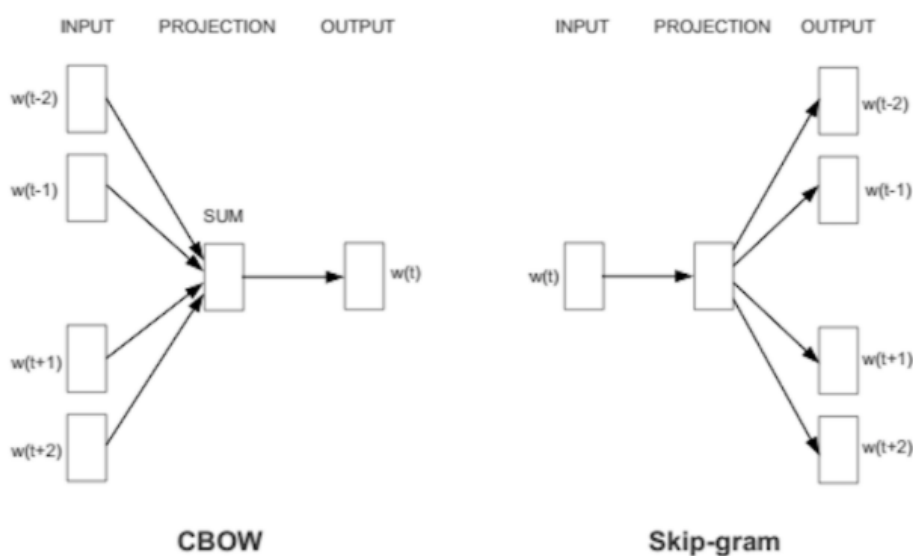 INPUT PROJECTION OUTPUT
w(t-2)
w(t-1)
SUM
w(t)
w(t+1)
w(t+2)
CBOW
INPUT PROJECTION OUTPUT
w(t-2)
w(t-1)
w(t)
w(t+1)
w(t+2)
Skip-gram